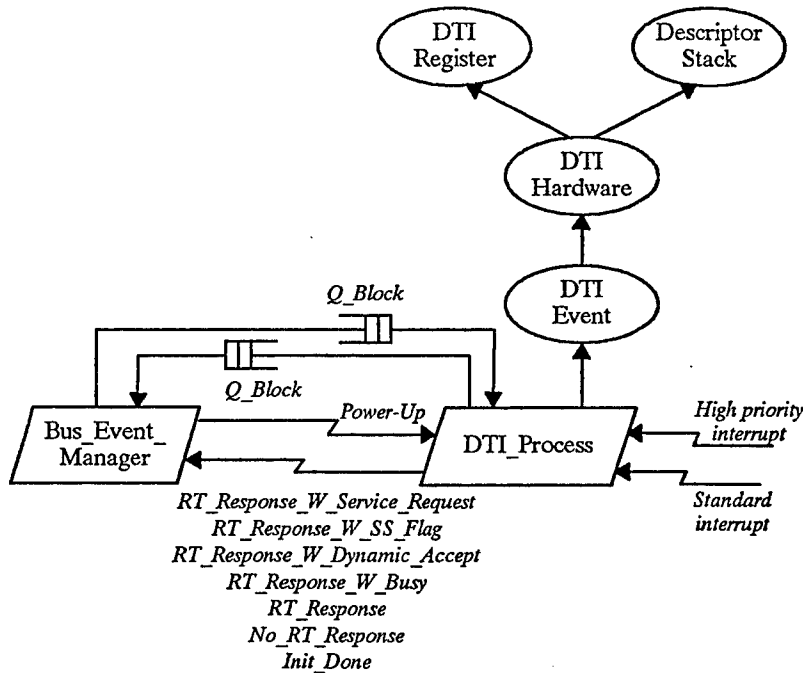 DTI
Register
Descriptor
Stack
DTI
Hardware
DTI
Event
Q_Block
Q_Block
Power-Up
Bus_Event_
Manager
DTI_Process
High priority
interrupt
Standard
interrupt
RT_Response_W_Service_Request
RT_Response_W_SS_Flag
RT_Response_W_Dynamic_Accept
RT_Response_W_Busy
RT_Response
No_RT_Response
Init_Done